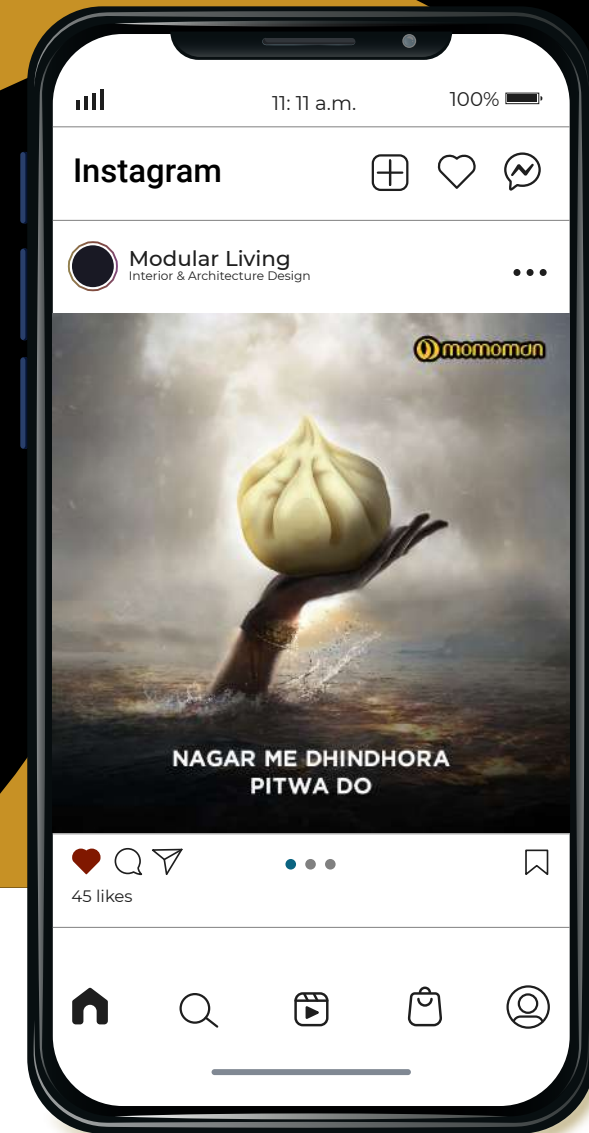 11: 11 a.m.
100%
Instagram
Modular Living
Interior & Architecture Design
momoman
NAGAR ME DHINDHORA
PITWA DO
45 likes